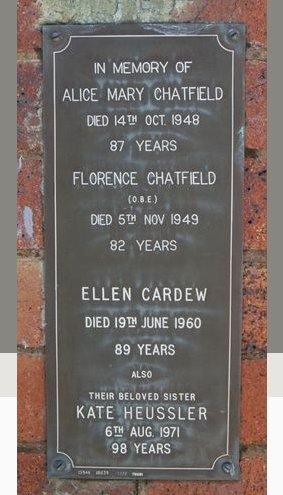 IN MEMORY OF
ALICE MARY CHATFIELD
DIED 14TH OCT. 1948
87 YEARS
FLORENCE CHATFIELD
(O.B.E.)
DIED 5TH NOV 1949
82 YEARS
ELLEN CARDEW
DIED 19TH JUNE 1960
89 YEARS
ALSO
THEIR BELOVED SISTER
KATE HEUSSLER
6TH AUG. 1971
98 YEARS